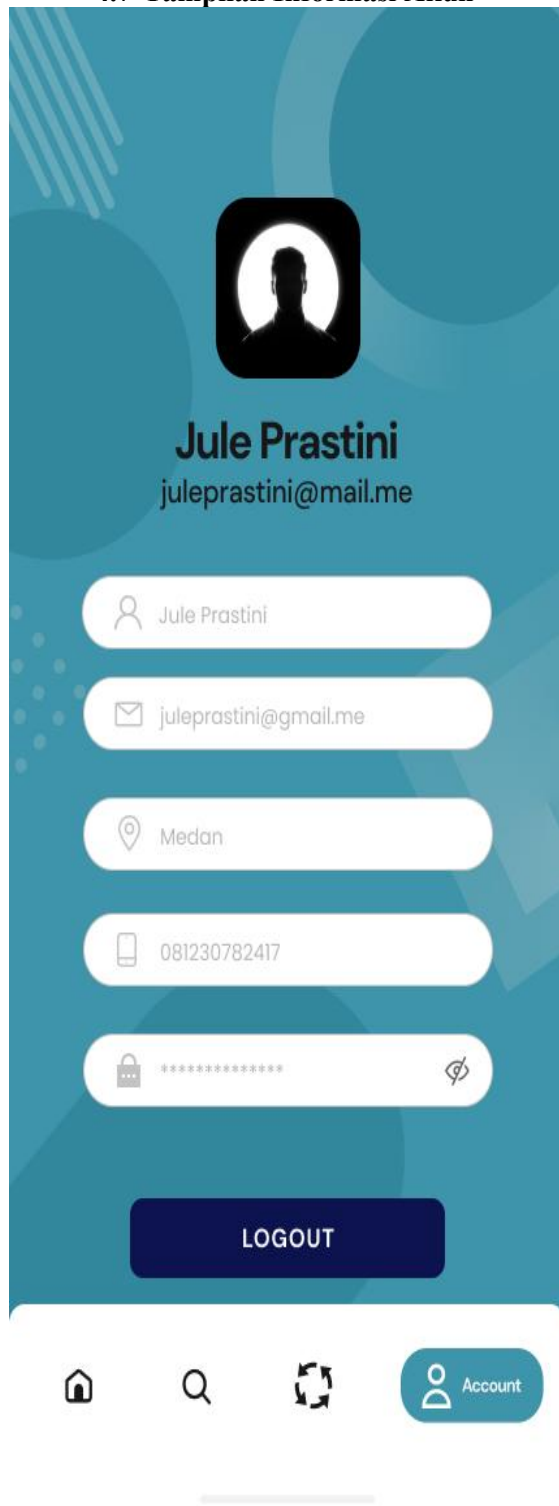 Jule Prastini
juleprastini@mail.me
Jule Prastini
juleprastini@gmail.me
Medan
081230782417
**************
LOGOUT
Account